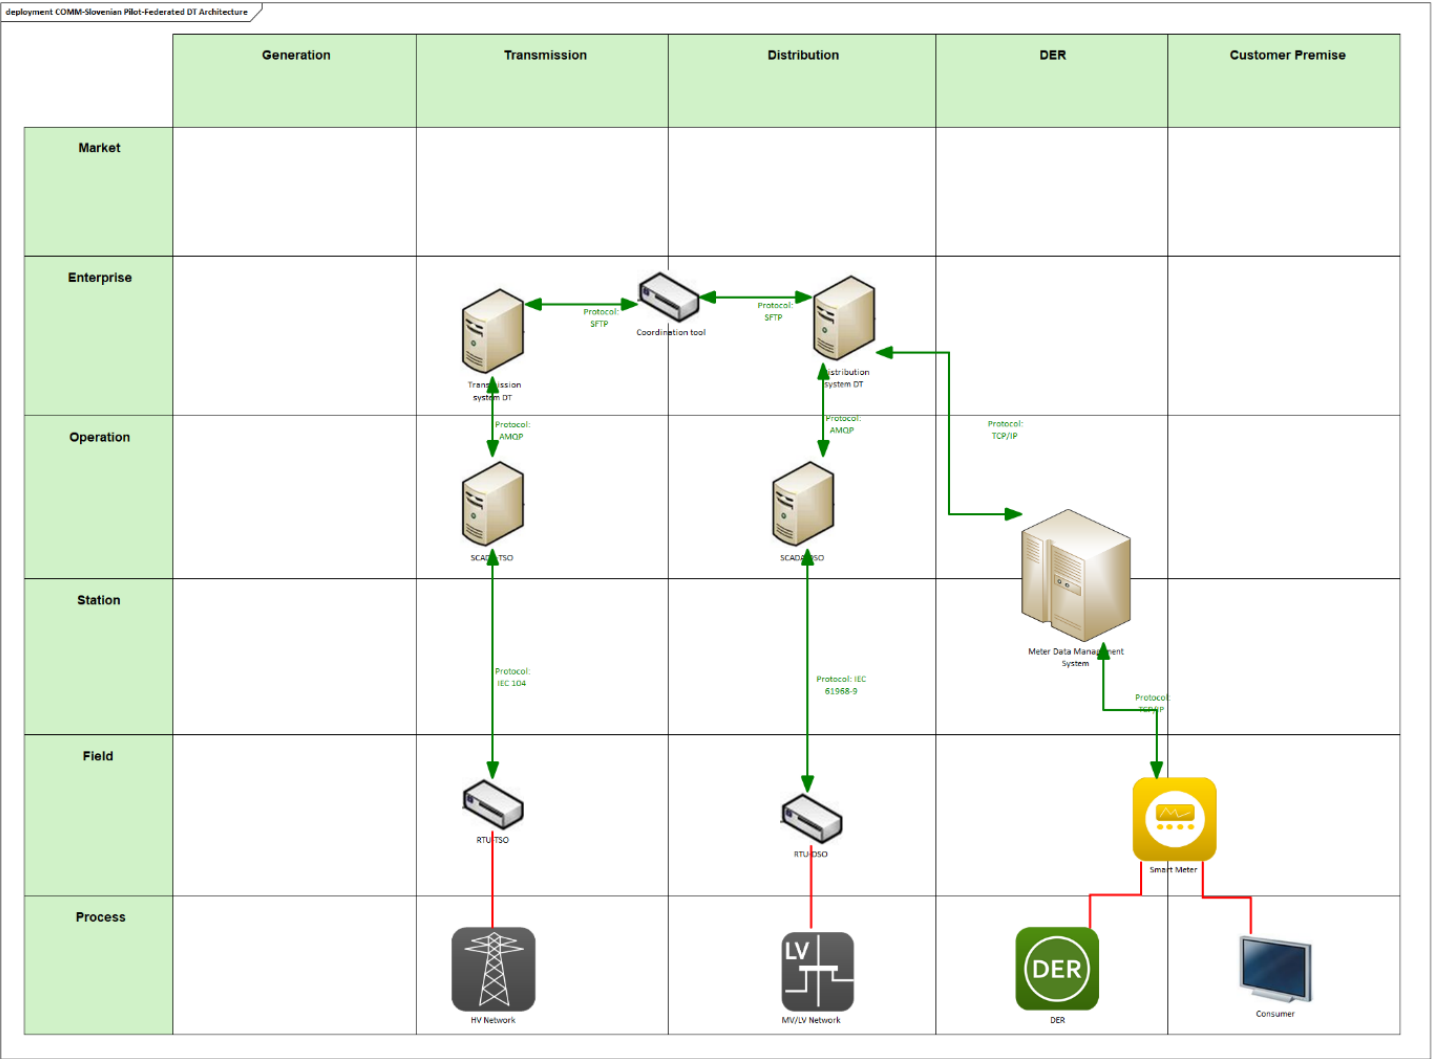 deployment COMM-Slovenian Pilot-Federated DT Architecture
Generation
Transmission
Distribution
DER
Customer Premise
Market
Enterprise
Protocol:
SFTP
Coordination tool
Protocol:
SFTP
Transmission
system DT
Distribution
system DT
Operation
Protocol:
AMQP
Protocol:
AMQP
Protocol:
TCP/IP
SCADA-TSO
SCADA-DSO
Station
Meter Data Management
System
Protocol:
IEC 104
Protocol: IEC
61968-9
Protocol:
TCP/IP
Field
RTU-TSO
RTU-DSO
Smart Meter
Process
LV
DER
HV Network
MV/LV Network
DER
Consumer